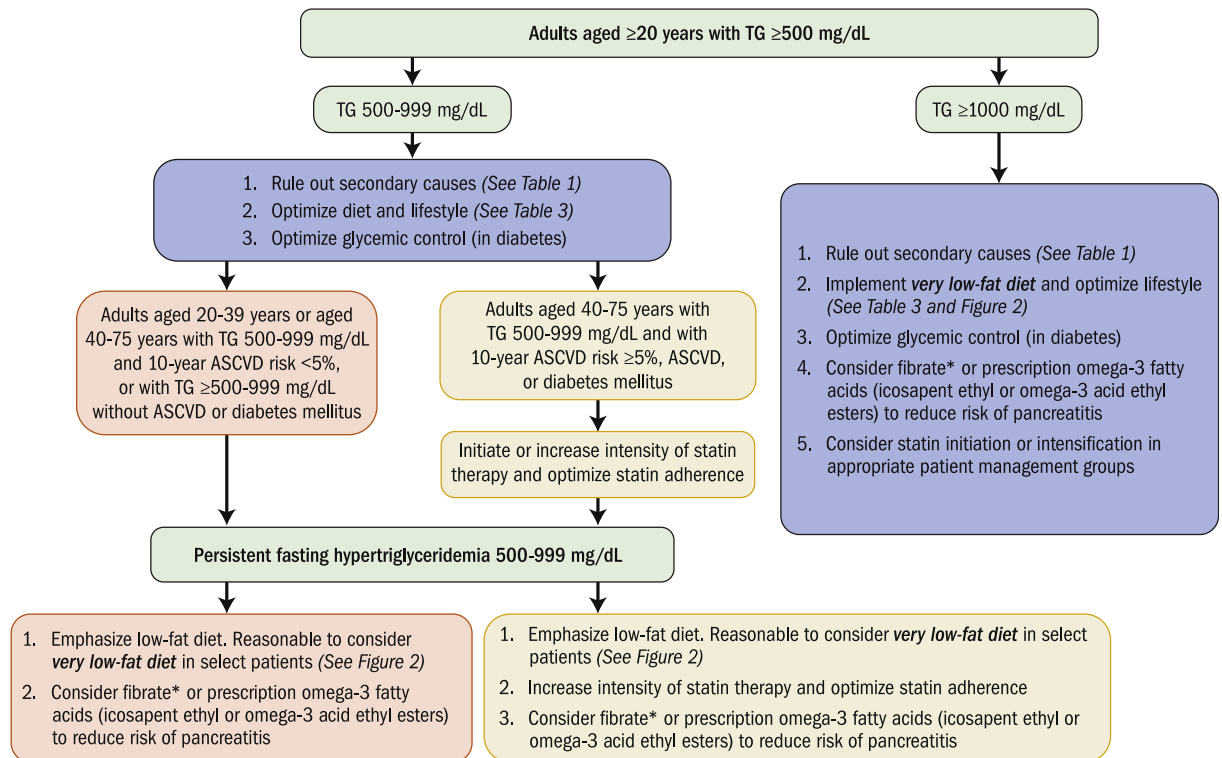 Adults aged ≥20 years with TG ≥500 mg/dL
TG 500-999 mg/dL
TG ≥1000 mg/dL
1. Rule out secondary causes (See Table 1)
2. Optimize diet and lifestyle (See Table 3)
3. Optimize glycemic control (in diabetes)
1. Rule out secondary causes (See Table 1)
2. Implement very low-fat diet and optimize lifestyle
(See Table 3 and Figure 2)
3. Optimize glycemic control (in diabetes)
4. Consider fibrate* or prescription omega-3 fatty
acids (icosapent ethyl or omega-3 acid ethyl
esters) to reduce risk of pancreatitis
5. Consider statin initiation or intensification in
appropriate patient management groups
Adults aged 20-39 years or aged
40-75 years with TG 500-999 mg/dL
and 10-year ASCVD risk <5%,
or with TG ≥500-999 mg/dL
without ASCVD or diabetes mellitus
Adults aged 40-75 years with
TG 500-999 mg/dL and with
10-year ASCVD risk ≥5%, ASCVD,
or diabetes mellitus
Initiate or increase intensity of statin
therapy and optimize statin adherence
Persistent fasting hypertriglyceridemia 500-999 mg/dL
1. Emphasize low-fat diet. Reasonable to consider
very low-fat diet in select patients (See Figure 2)
2. Consider fibrate* or prescription omega-3 fatty
acids (icosapent ethyl or omega-3 acid ethyl esters)
to reduce risk of pancreatitis
1. Emphasize low-fat diet. Reasonable to consider very low-fat diet in select
patients (See Figure 2)
2. Increase intensity of statin therapy and optimize statin adherence
3. Consider fibrate* or prescription omega-3 fatty acids (icosapent ethyl or
omega-3 acid ethyl esters) to reduce risk of pancreatitis